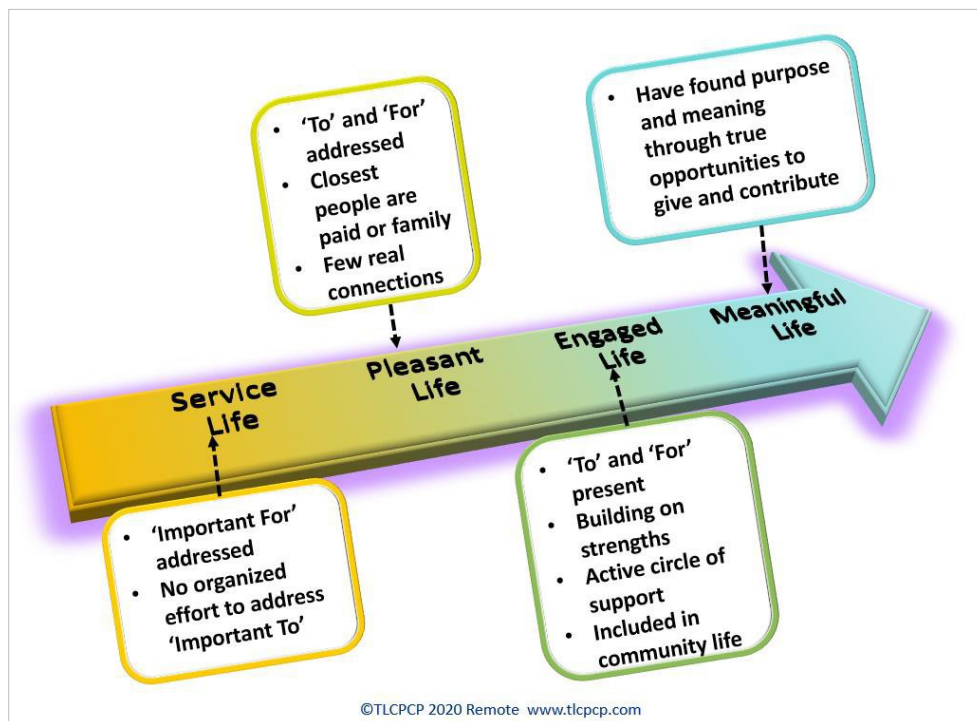 • ‘To’ and ‘For’
addressed
• Closest
people are
paid or family
• Few real
connections
• Have found purpose
and meaning
through true
opportunities to
give and contribute
Service
Life
Pleasant
Life
Engaged
Life
Meaningful
Life
• ‘Important For’
addressed
• No organized
effort to address
‘Important To’
• ‘To’ and ‘For’
present
• Building on
strengths
• Active circle of
support
• Included in
community life
©TLCPCP 2020 Remote www.tlcpcp.com